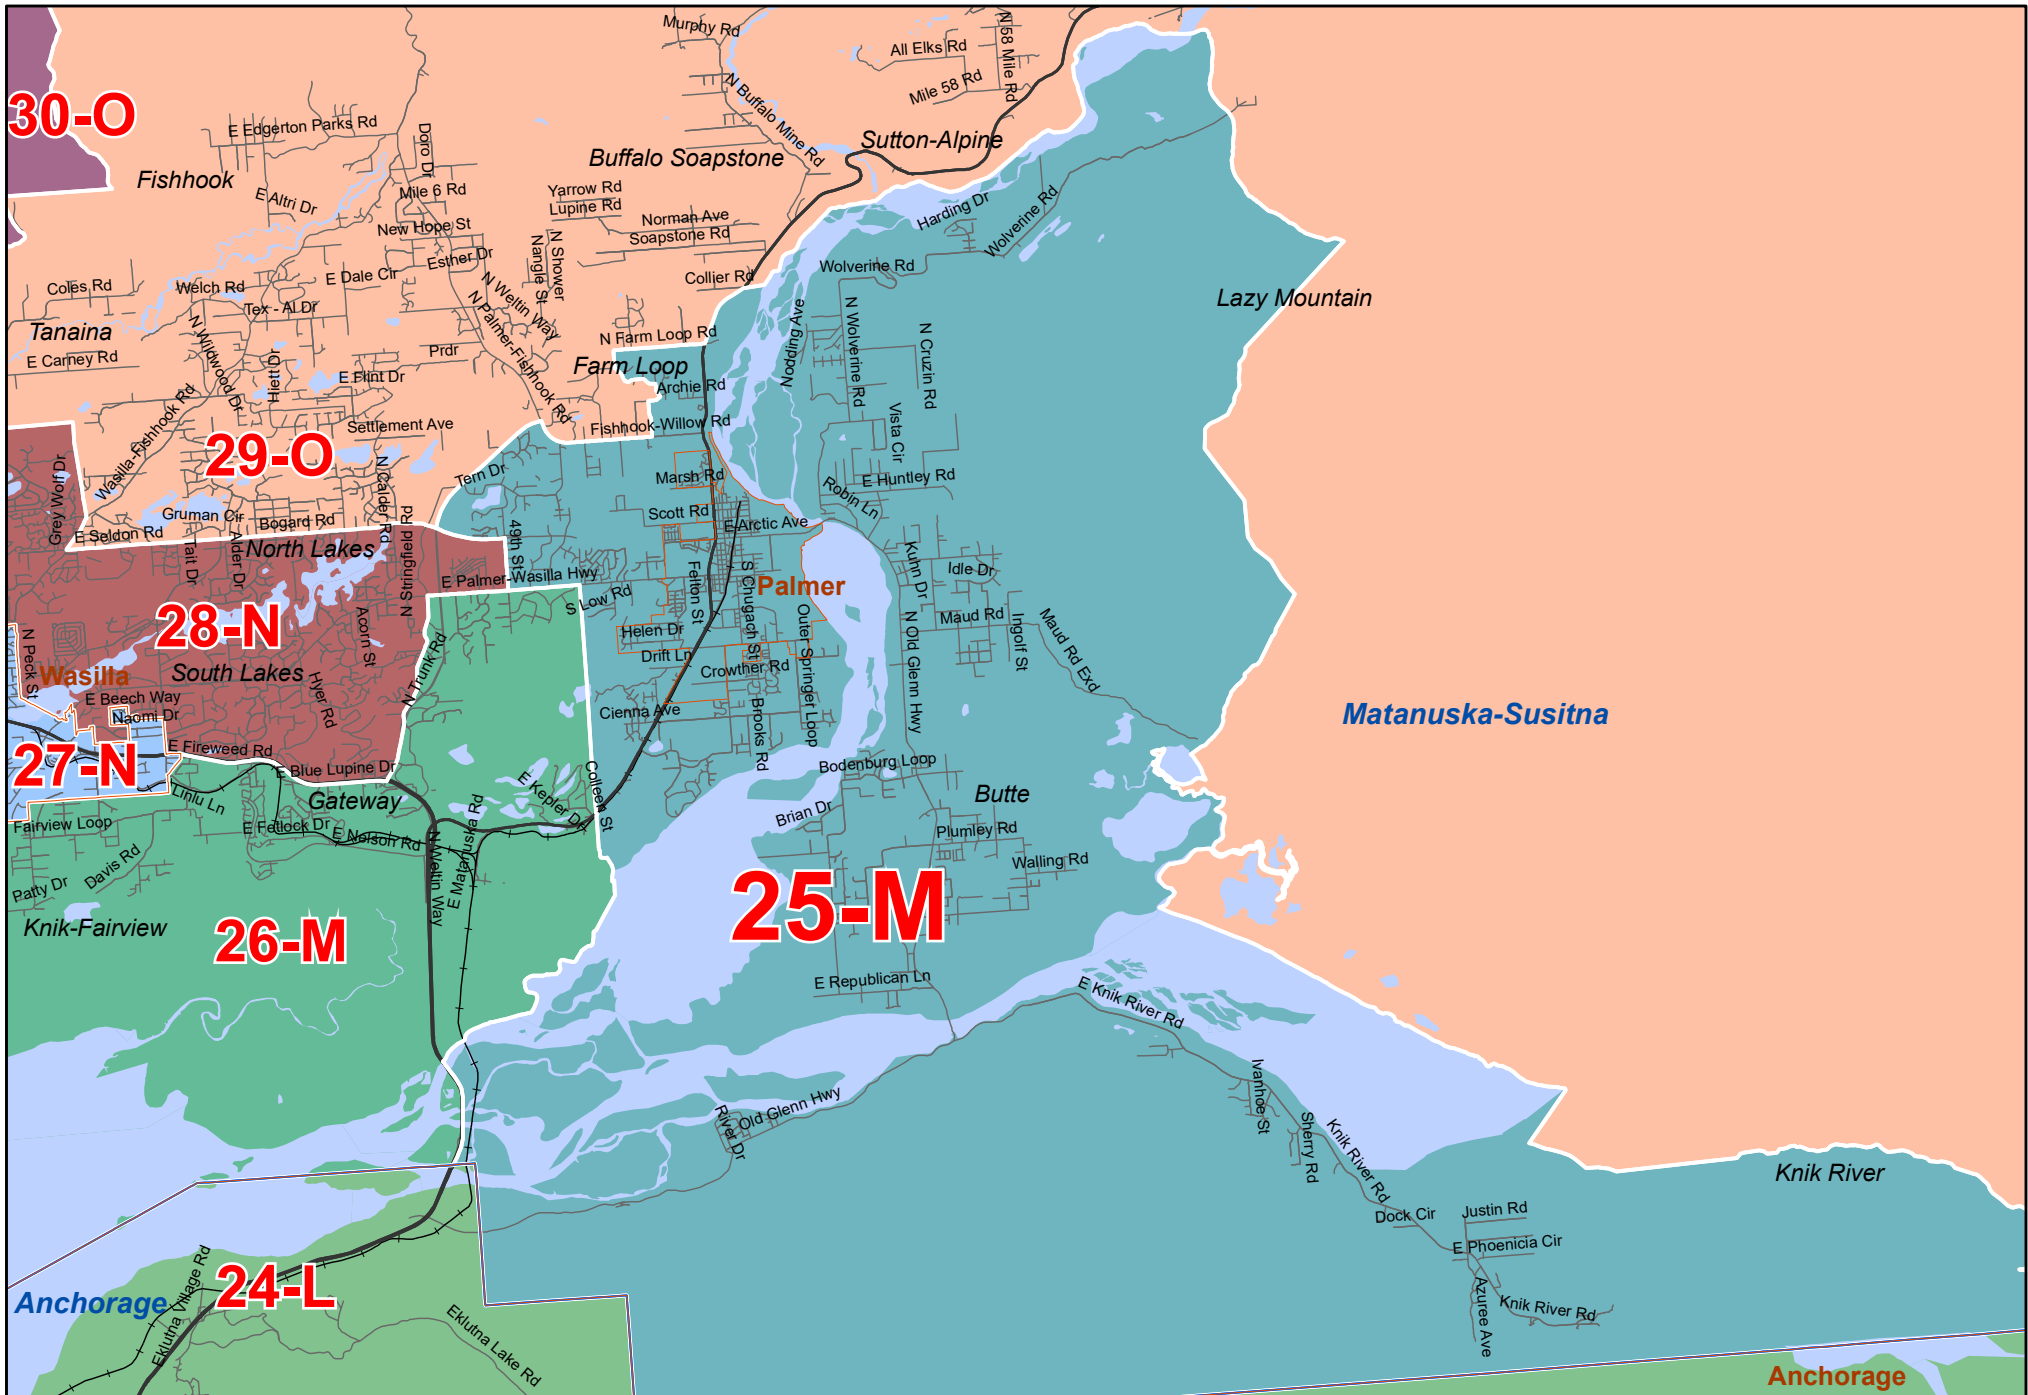 Murphy Rd
N 58 Mile Rd
All Elks Rd
Mile 58 Rd
N Buffalo Mine Rd
30-O
E Edgerton Parks Rd
Doro Dr
Sutton-Alpine
Buffalo Soapstone
Fishhook
Mile 6 Rd
Yarrow Rd
E Altri Dr
Lupine Rd
Norman Ave
Harding Dr
Wolverine Rd
New Hope St
Soapstone Rd
N Shover
Nangle St
Esther Dr
E Dale Cir
Wolverine Rd
Collier Rd
Coles Rd
Welch Rd
N Weltin Way
Lazy Mountain
Tex - Al Dr
N Palmer-Fishhook Rd
Nodding Ave
N Wolverine Rd
N Cruzin Rd
Tanaina
N Wildwood Dr
N Farm Loop Rd
E Carney Rd
Prdr
Farm Loop
Hiett Dr
E Flint Dr
Archie Rd
Wasilla-Fishhook Rd
Settlement Ave
Fishhook-Willow Rd
Vista Cir
29-O
Grey Wolf Dr
N Calder Rd
Tern Dr
Marsh Rd
E Huntley Rd
Robin Ln
Gruman Cir
Bogard Rd
Scott Rd
E Arctic Ave
E Seldon Rd
Tait Dr
Alder Dr
North Lakes
N Stringfield Rd
49th St
Kuhn Dr
Idle Dr
E Palmer-Wasilla Hwy
Felton St
S Chugach St
Palmer
S Low Rd
28-N
Acorn St
Helen Dr
Outer Springer Loop
N Old Glenn Hwy
Maud Rd
Ingolf St
Maud Rd Exd
N Peck St
Wasilla
South Lakes
N Trunk Rd
Drift Ln
Crowther Rd
E Beech Way
Hyer Rd
Naomi Dr
Cienna Ave
Brooks Rd
Matanuska-Susitna
27-N
E Fireweed Rd
E Blue Lupine Dr
Colleen St
Bodenburg Loop
Liniu Ln
Gateway
E Kepler Dr
Butte
Brian Dr
Fairview Loop
E Fetlock Dr
E Nelson Rd
N Weltin Way
E Matanuska Rd
Plumley Rd
Davis Rd
Walling Rd
Patty Dr
25-M
Knik-Fairview
26-M
E Republican Ln
E Knik River Rd
Ivanhoe St
River Dr
Old Glenn Hwy
Sherry Rd
Knik River Rd
Knik River
Dock Cir
Justin Rd
E Phoenicia Cir
Eklutna Village Rd
24-L
Anchorage
Azuree Ave
Knik River Rd
Eklutna Lake Rd
Anchorage